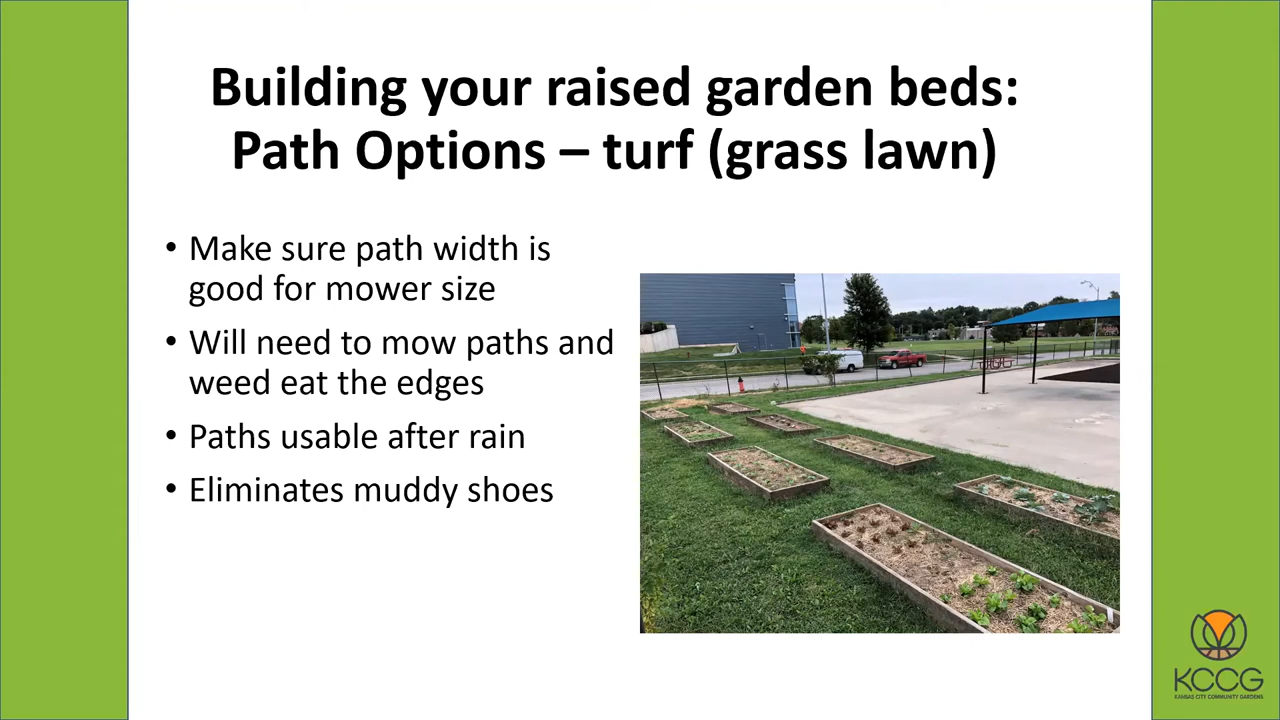 Building your raised garden beds:
Path Options – turf (grass lawn)
• Make sure path width is
good for mower size
• Will need to mow paths and
weed eat the edges
• Paths usable after rain
• Eliminates muddy shoes
KCCG
KANSAS CITY COMMUNITY GARDENS